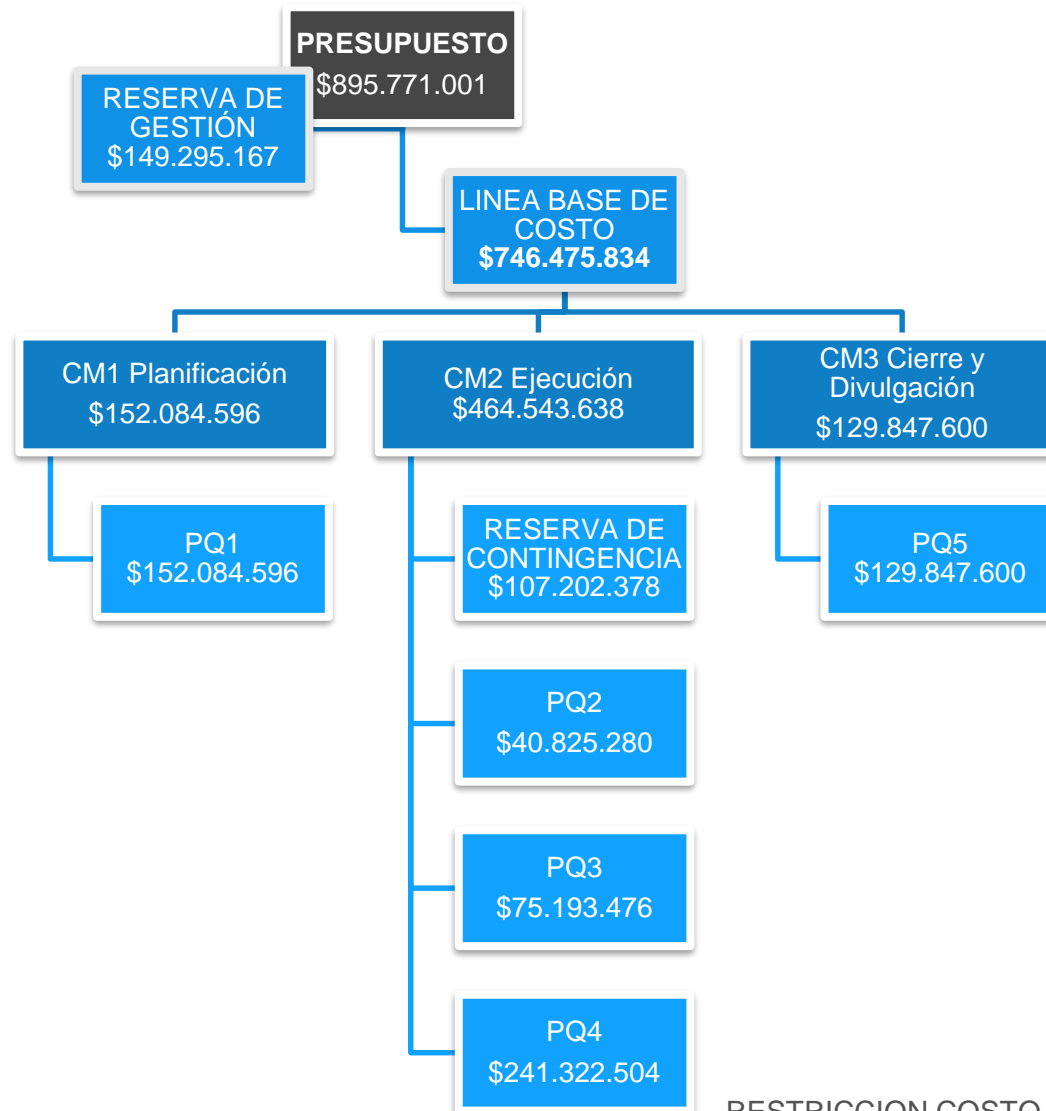 PRESUPUESTO
$895.771.001
RESERVA DE
GESTIÓN
$149.295.167
LINEA BASE DE
COSTO
$746.475.834
CM1 Planificación
$152.084.596
CM2 Ejecución
$464.543.638
CM3 Cierre y
Divulgación
$129.847.600
PQ1
$152.084.596
RESERVA DE
CONTINGENCIA
$107.202.378
PQ5
$129.847.600
PQ2
$40.825.280
PQ3
$75.193.476
PQ4
$241.322.504
RESTRICCION COSTO